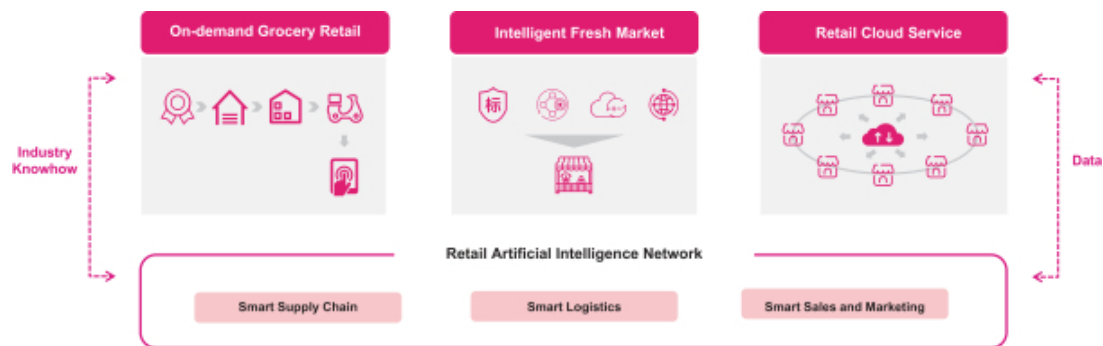 On-demand Grocery Retail
Intelligent Fresh Market
Retail Cloud Service
标
Industry
Knowhow
Data
Retail Artificial Intelligence Network
Smart Supply Chain
Smart Logistics
Smart Sales and Marketing